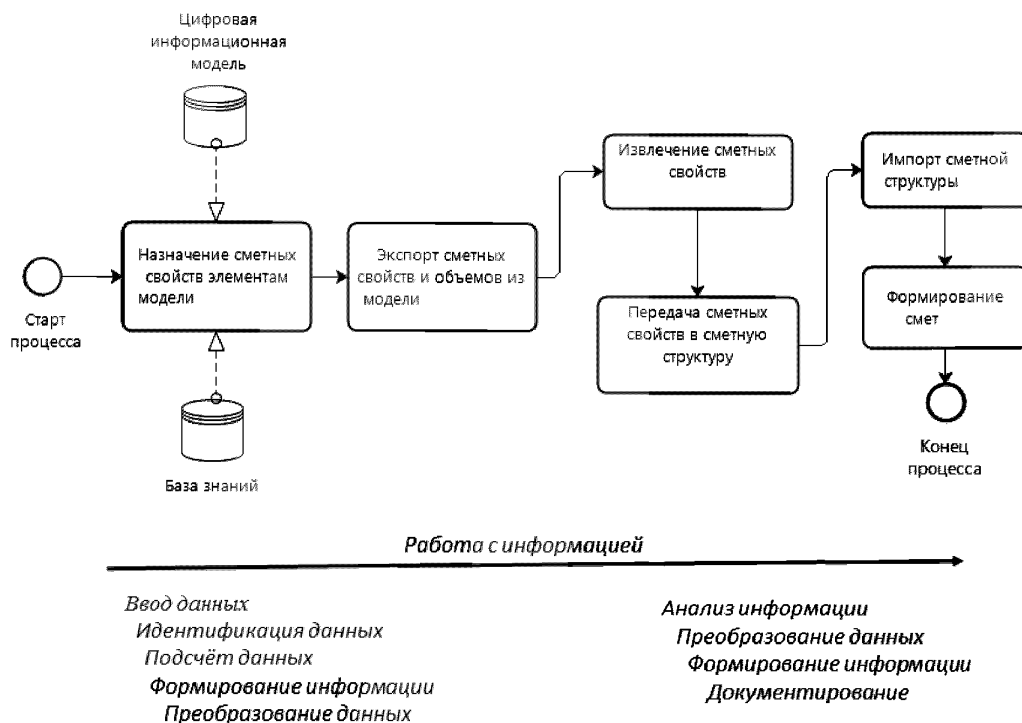 Цифровая
информационная
модель
Назначение сметных
свойств элементам
модели
Экспорт сметных
свойств и объемов из
модели
Извлечение сметных
свойств
Передача сметных
свойств в сметную
структуру
Импорт сметной
структуры
Формирование
смет
Старт
процесса
База знаний
Конец
процесса
Работа с информацией
Ввод данных
Идентификация данных
Подсчёт данных
Формирование информации
Преобразование данных
Анализ информации
Преобразование данных
Формирование информации
Документирование